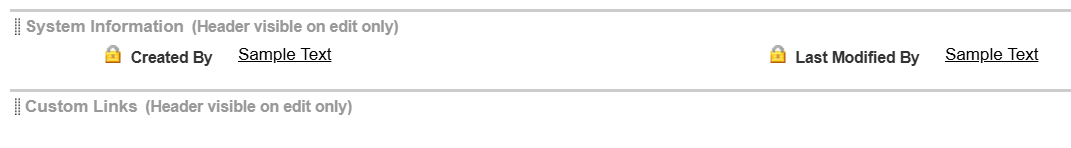 System Information (Header visible on edit only)
Created By Sample Text Last Modified By Sample Text
Custom Links (Header visible on edit only)